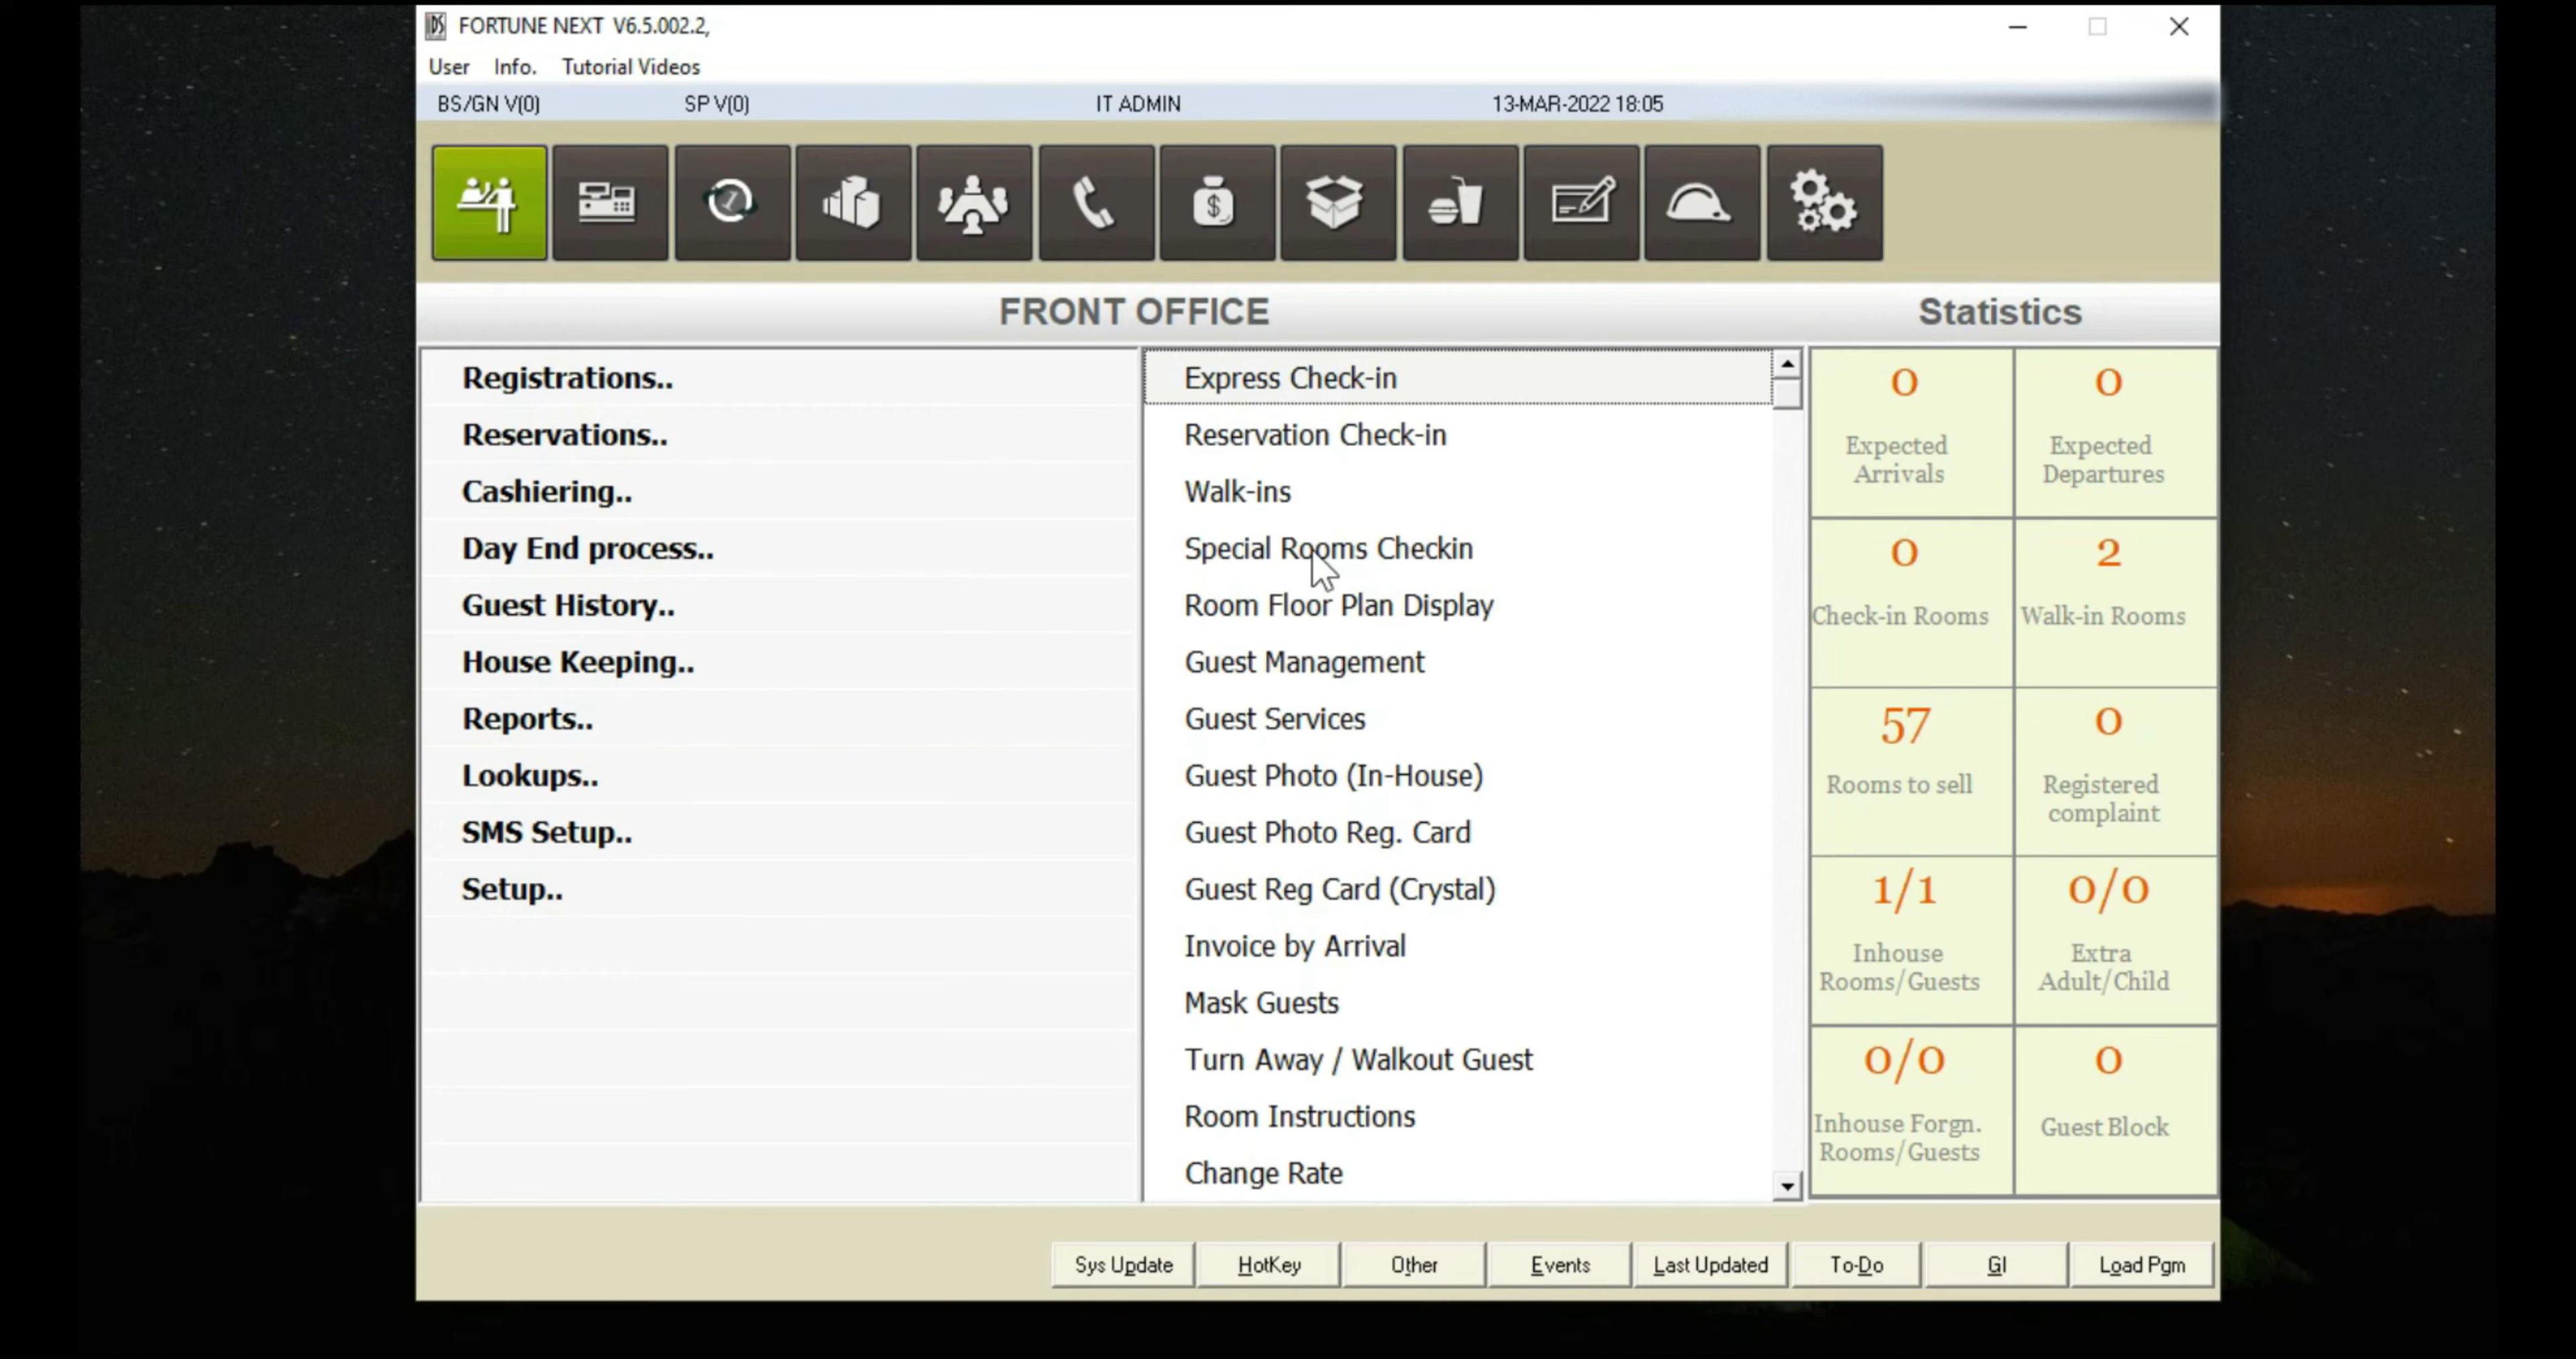 IDS FORTUNE NEXT V6.5.002.2,
User Info. Tutorial Videos
BS/GN V(0) SP V(0) IT ADMIN 13-MAR-2022 18:05
1
$
FRONT OFFICE
Statistics
Registrations..
Reservations..
Cashiering..
Day End process..
Guest History..
House Keeping..
Reports..
Lookups..
SMS Setup..
Setup..
Express Check-in
Reservation Check-in
Walk-ins
Special Rooms Checkin
Room Floor Plan Display
Guest Management
Guest Services
Guest Photo (In-House)
Guest Photo Reg. Card
Guest Reg Card (Crystal)
Invoice by Arrival
Mask Guests
Turn Away / Walkout Guest
Room Instructions
Change Rate
0
Expected
Arrivals
0
Expected
Departures
0
Check-in Rooms
2
Walk-in Rooms
57
Rooms to sell
0
Registered
complaint
1/1
Inhouse
Rooms/Guests
0/0
Extra
Adult/Child
0/0
Inhouse Forgn.
Rooms/Guests
0
Guest Block
Sys Update HotKey Other Events Last Updated To-Do GI Load Pgm